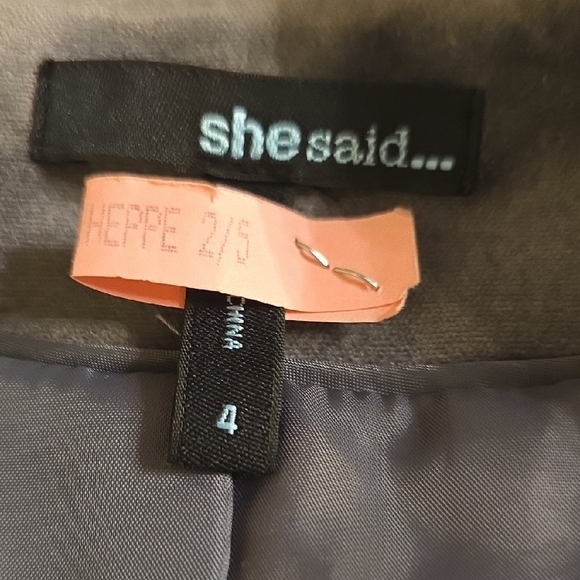 she said...
HEPPE 2/5
CHINA
4